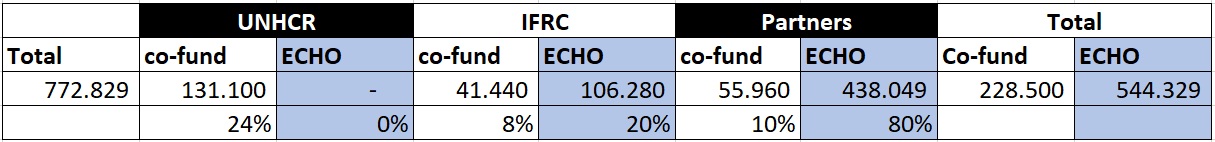 UNHCR IFRC Partners Total
Total co-fund ECHO co-fund ECHO co-fund ECHO Co-fund ECHO
772.829 131.100 - 41.440 106.280 55.960 438.049 228.500 544.329
24% 0% 8% 20% 10% 80%